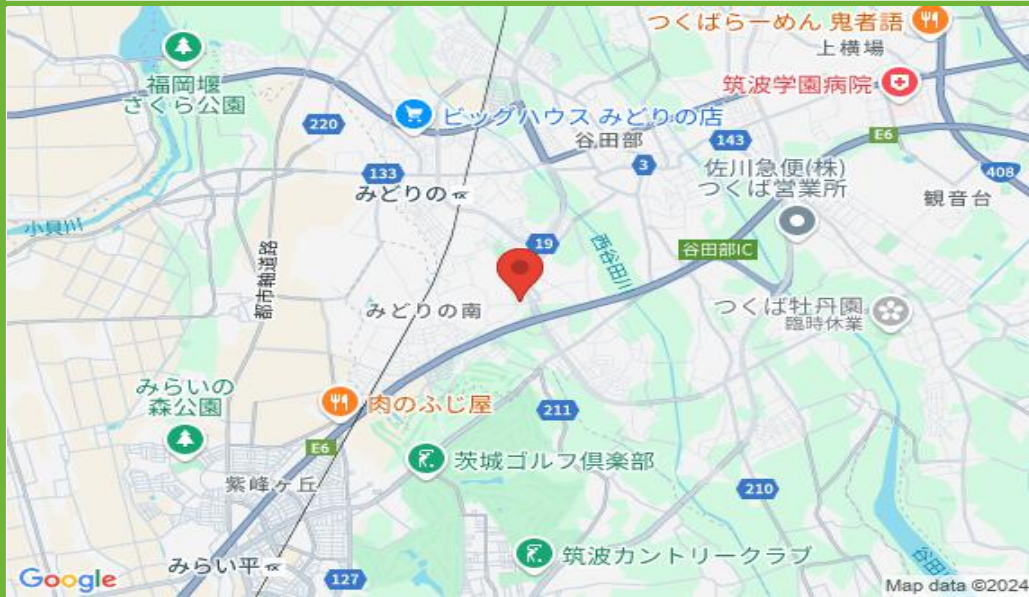 つくばらーめん 鬼者語
上横場
福岡堰
さくら公園
筑波学園病院
220
ビッグハウス みどりの店
谷田部
143
E6
3
133
佐川急便(株)
つくば営業所
408
みどりの
観音台
小貝川
19
西谷田川
谷田部IC
都市軸道路
みどりの南
つくば牡丹園
臨時休業
みらいの
森公園
肉のふじ屋
211
E6
茨城ゴルフ倶楽部
紫峰ヶ丘
210
筑波カントリークラブ
みらい平
127
Google
Map data ©2024